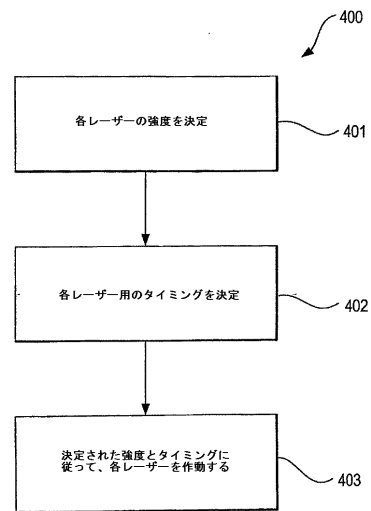 400
各レーザーの強度を決定
401
各レーザー用のタイミングを決定
402
決定された強度とタイミングに
従って、各レーザーを作動する
403